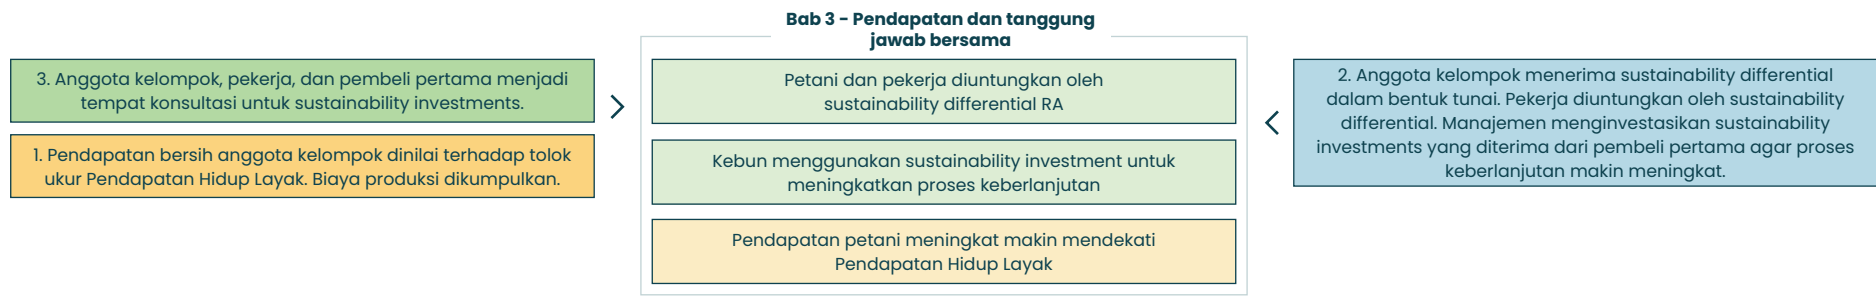 Bab 3 - Pendapatan dan tanggung
jawab bersama
3. Anggota kelompok, pekerja, dan pembeli pertama menjadi
tempat konsultasi untuk sustainability investments.
1. Pendapatan bersih anggota kelompok dinilai terhadap tolok
ukur Pendapatan Hidup Layak. Biaya produksi dikumpulkan.
Petani dan pekerja diuntungkan oleh
sustainability differential RA
Kebun menggunakan sustainability investment untuk
meningkatkan proses keberlanjutan
Pendapatan petani meningkat makin mendekati
Pendapatan Hidup Layak
2. Anggota kelompok menerima sustainability differential
dalam bentuk tunai. Pekerja diuntungkan oleh sustainability
differential. Manajemen menginvestasikan sustainability
investments yang diterima dari pembeli pertama agar proses
keberlanjutan makin meningkat.